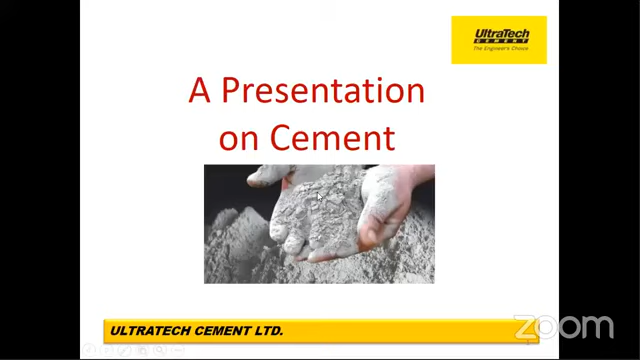 UltraTech
CEMENT
The Engineer's Choice
A Presentation
on Cement
ULTRATECH CEMENT LTD.
zoom